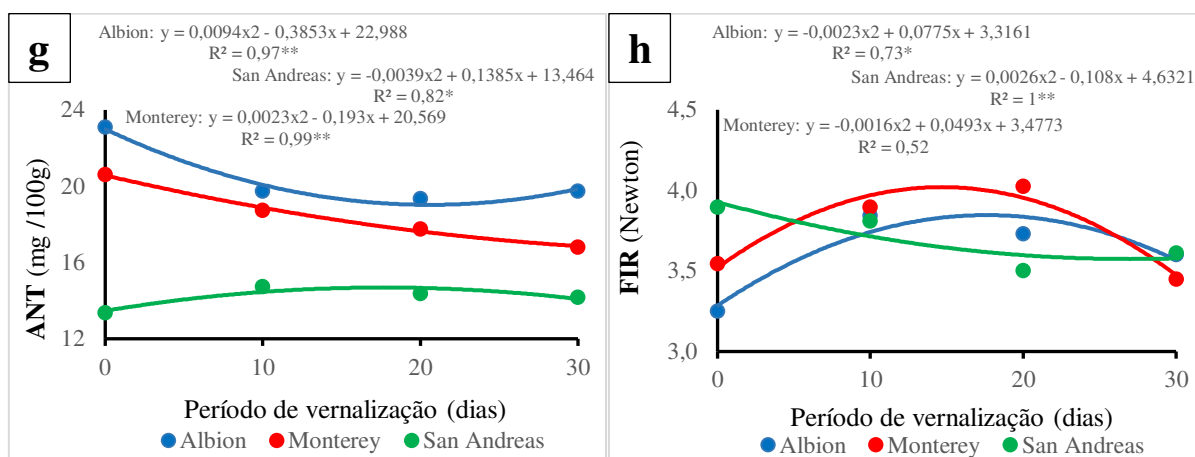 g
Albion: y = 0,0094x2 - 0,3853x + 22,988
R² = 0,97**
San Andreas: y = -0,0039x2 + 0,1385x + 13,464
R² = 0,82*
Monterey: y = 0,0023x2 - 0,193x + 20,569
R² = 0,99**
ANT (mg /100g)
24
20
16
12
0 10 20 30
Período de vernalização (dias)
Albion Monterey San Andreas
h
Albion: y = -0,0023x2 + 0,0775x + 3,3161
R² = 0,73*
San Andreas: y = 0,0026x2 - 0,108x + 4,6321
R² = 1**
Monterey: y = -0,0016x2 + 0,0493x + 3,4773
R² = 0,52
FIR (Newton)
4,5
4,0
3,5
3,0
0 10 20 30
Período de vernalização (dias)
Albion Monterey San Andreas